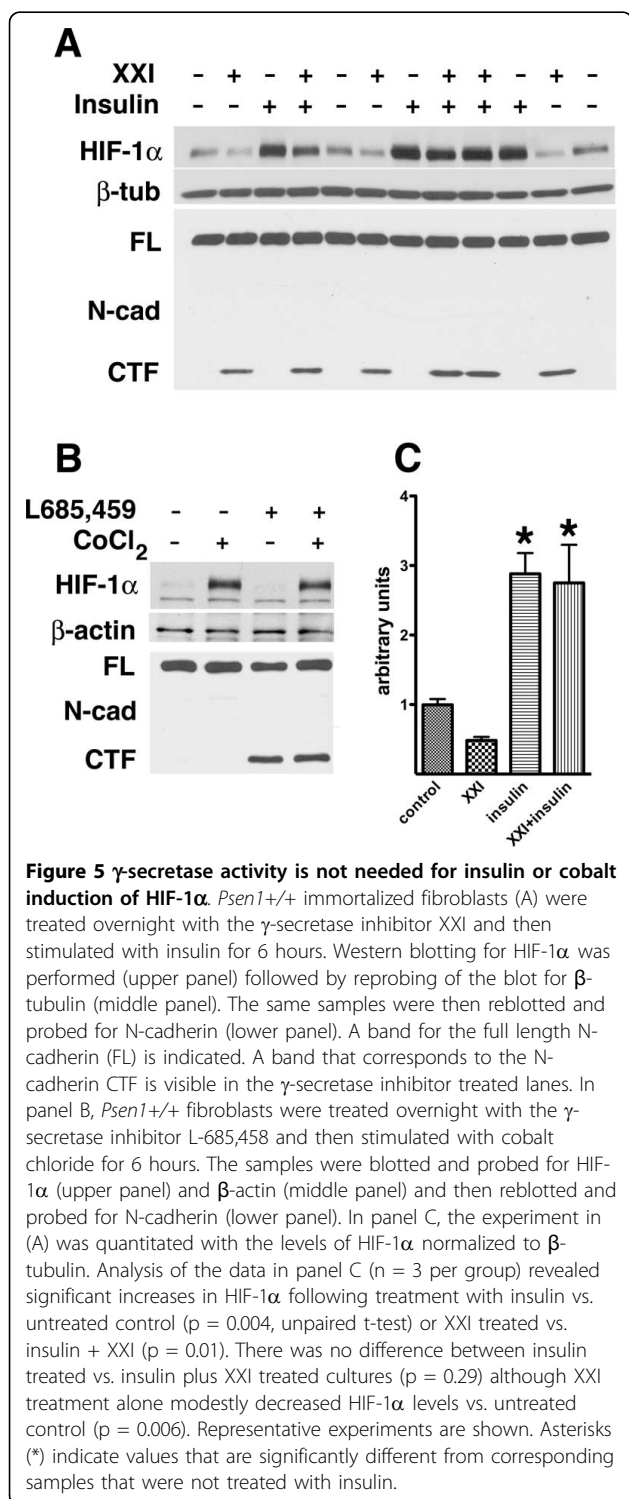 A
XXI - + - + - + - + + - + -
Insulin - - + + - - + + + + - -
HIF-1α
β-tub
FL
N-cad
CTF
B
L685,459 - - + +
CoCl2 - + - +
HIF-1α
β-actin
FL
N-cad
CTF
C
4
3
2
1
arbitrary units
* *
control XXI insulin XXI+insulin
Figure 5 γ-secretase activity is not needed for insulin or cobalt
induction of HIF-1α. Psen1+/+ immortalized fibroblasts (A) were
treated overnight with the γ-secretase inhibitor XXI and then
stimulated with insulin for 6 hours. Western blotting for HIF-1α was
performed (upper panel) followed by reprobing of the blot for β-
tubulin (middle panel). The same samples were then reblotted and
probed for N-cadherin (lower panel). A band for the full length N-
cadherin (FL) is indicated. A band that corresponds to the N-
cadherin CTF is visible in the γ-secretase inhibitor treated lanes. In
panel B, Psen1+/+ fibroblasts were treated overnight with the γ-
secretase inhibitor L-685,458 and then stimulated with cobalt
chloride for 6 hours. The samples were blotted and probed for HIF-
1α (upper panel) and β-actin (middle panel) and then reblotted and
probed for N-cadherin (lower panel). In panel C, the experiment in
(A) was quantitated with the levels of HIF-1α normalized to β-
tubulin. Analysis of the data in panel C (n = 3 per group) revealed
significant increases in HIF-1α following treatment with insulin vs.
untreated control (p = 0.004, unpaired t-test) or XXI treated vs.
insulin + XXI (p = 0.01). There was no difference between insulin
treated vs. insulin plus XXI treated cultures (p = 0.29) although XXI
treatment alone modestly decreased HIF-1α levels vs. untreated
control (p = 0.006). Representative experiments are shown. Asterisks
(*) indicate values that are significantly different from corresponding
samples that were not treated with insulin.